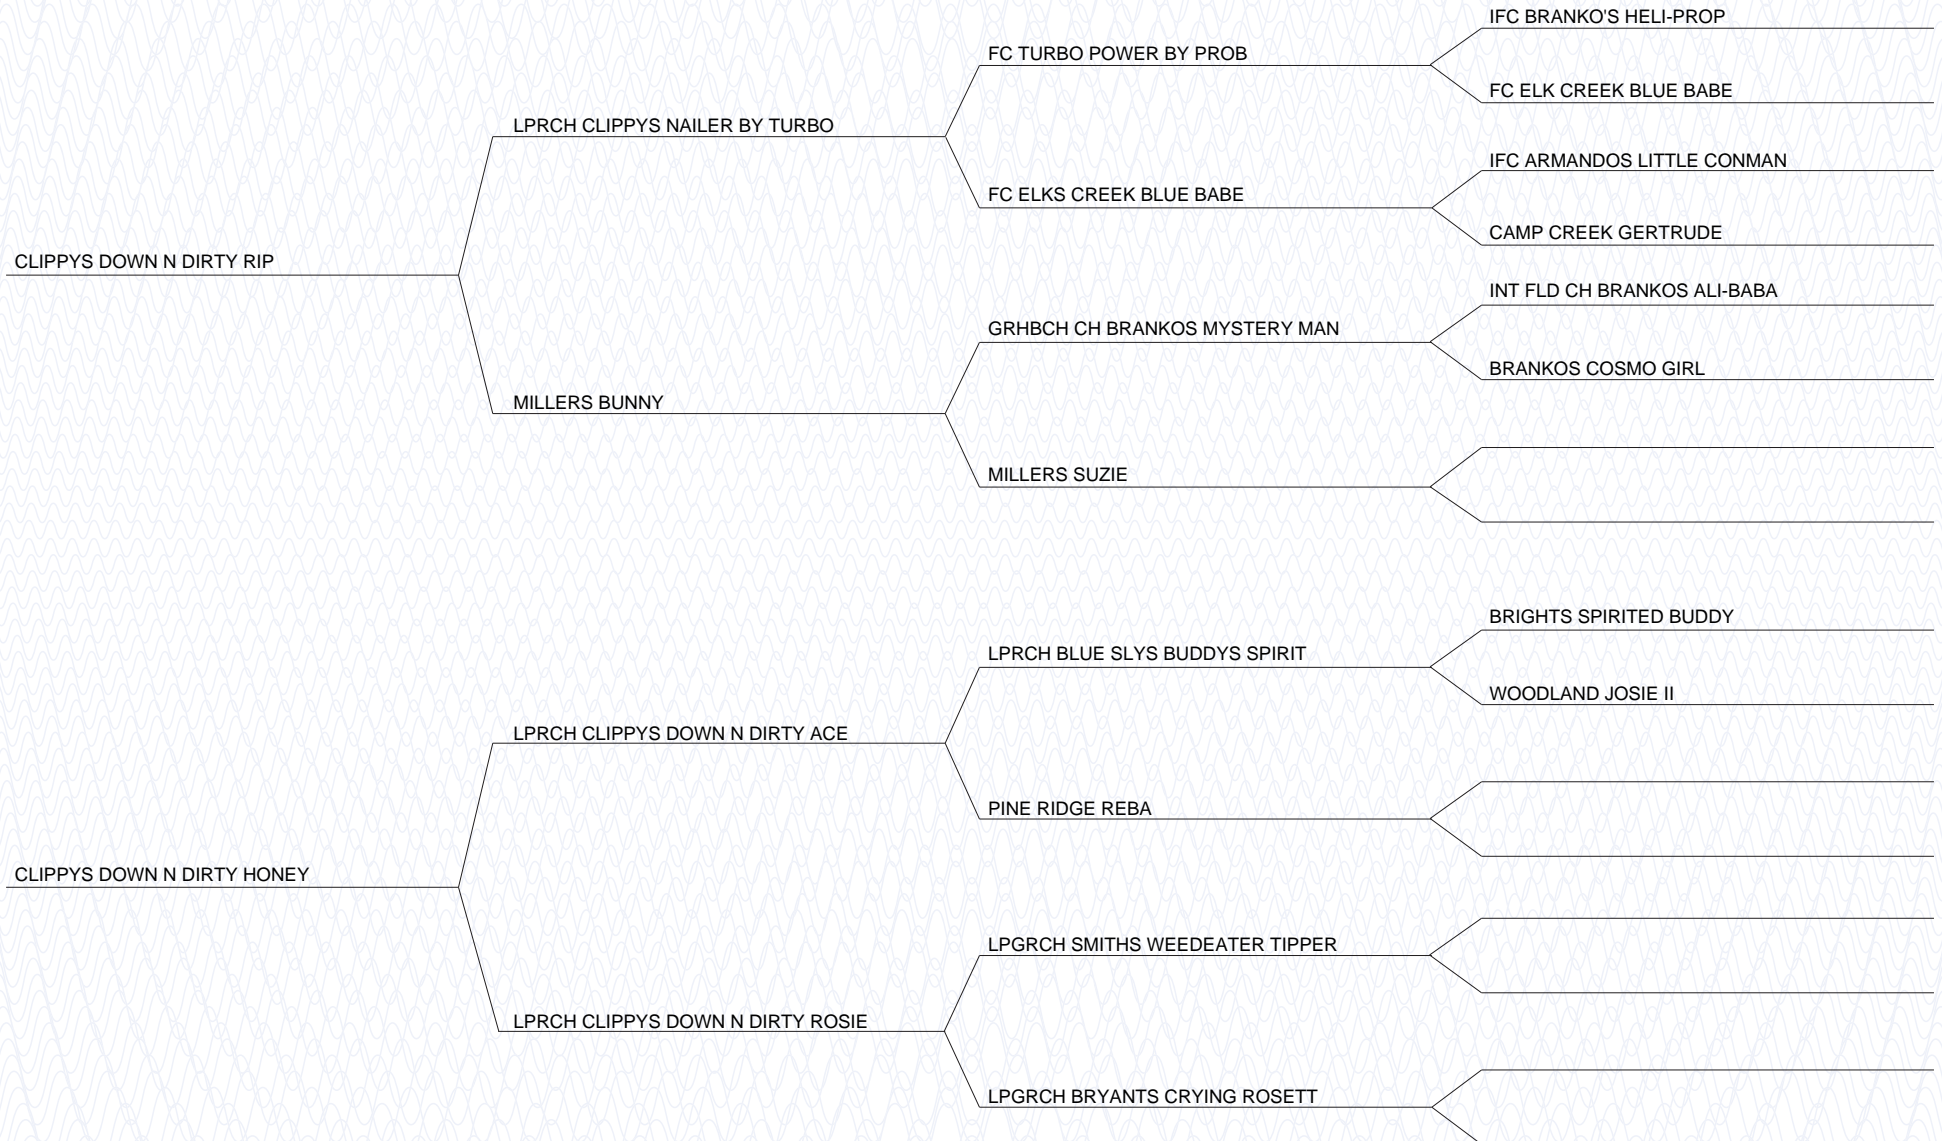 IFC BRANKO'S HELI-PROP
FC TURBO POWER BY PROB
FC ELK CREEK BLUE BABE
LPRCH CLIPPYS NAILER BY TURBO
IFC ARMANDOS LITTLE CONMAN
FC ELKS CREEK BLUE BABE
CAMP CREEK GERTRUDE
CLIPPYS DOWN N DIRTY RIP
INT FLD CH BRANKOS ALI-BABA
GRHBCH CH BRANKOS MYSTERY MAN
BRANKOS COSMO GIRL
MILLERS BUNNY
MILLERS SUZIE
BRIGHTS SPIRITED BUDDY
LPRCH BLUE SLYS BUDDYS SPIRIT
WOODLAND JOSIE II
LPRCH CLIPPYS DOWN N DIRTY ACE
PINE RIDGE REBA
CLIPPYS DOWN N DIRTY HONEY
LPGRCH SMITHS WEEDEATER TIPPER
LPRCH CLIPPYS DOWN N DIRTY ROSIE
LPGRCH BRYANTS CRYING ROSETT